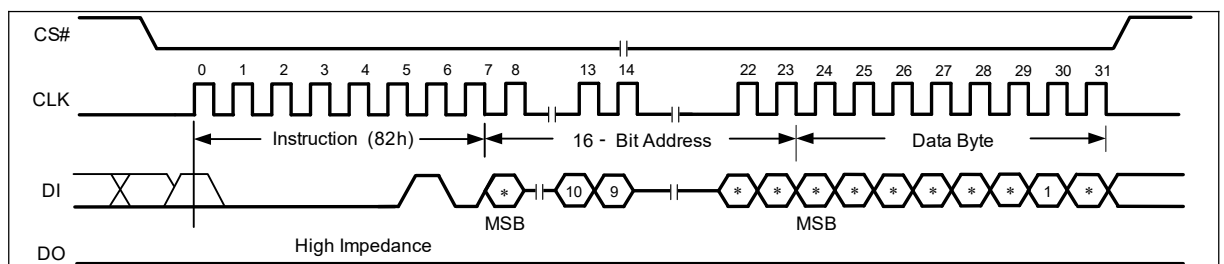 CS#
0 1 2 3 4 5 6 7 8 13 14 22 23 24 25 26 27 28 29 30 31
CLK
Instruction (82h) 16 - Bit Address Data Byte
DI * 10 9 * * * * * * * * 1 *
MSB MSB
High Impedance
DO